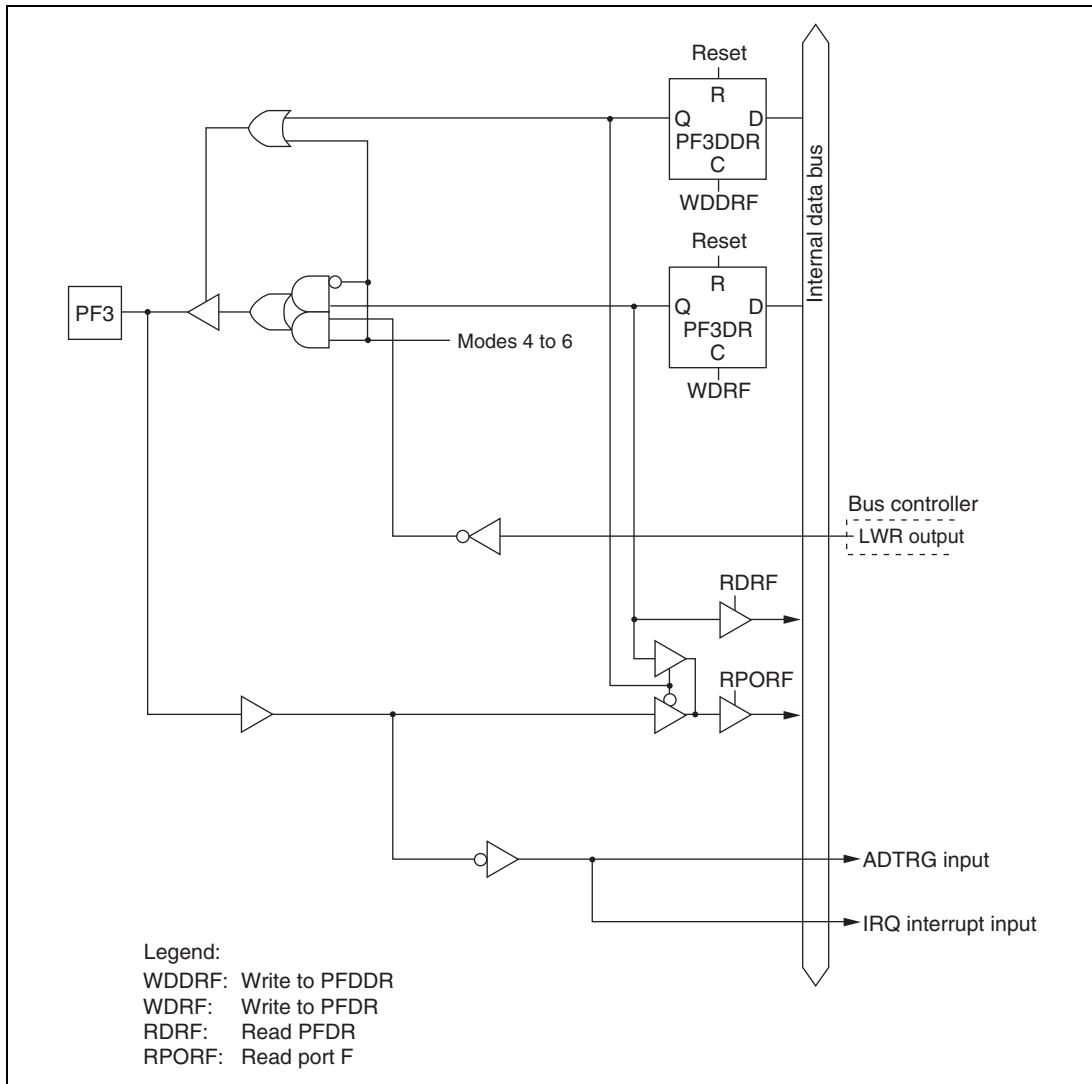 Reset
R
Q D
PF3DDR
C
WDDRF
Internal data bus
Reset
R
Q D
PF3DR
C
WDRF
PF3
Modes 4 to 6
Bus controller
LWR output
RDRF
RPORF
ADTRG input
IRQ interrupt input
Legend:
WDDRF: Write to PFDDR
WDRF: Write to PFDR
RDRF: Read PFDR
RPORF: Read port F